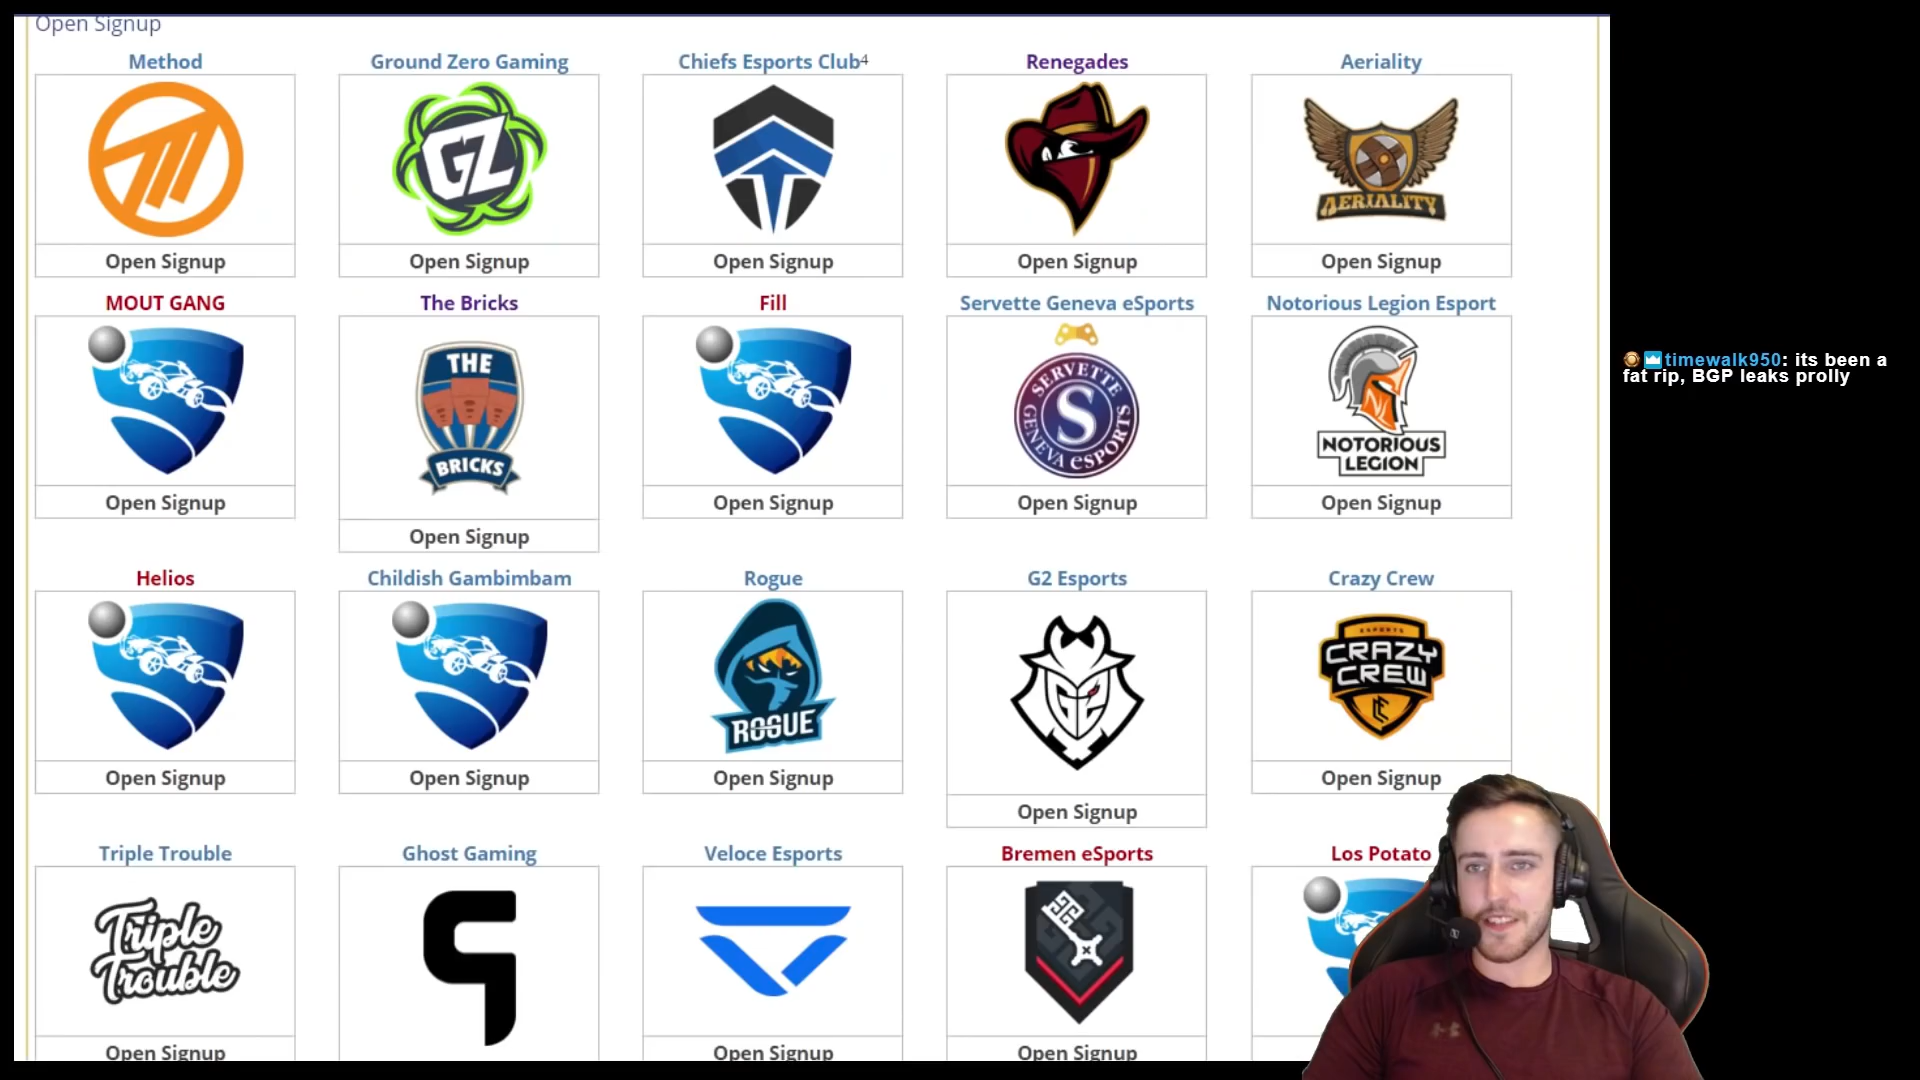 Open Signup
Method
Ground Zero Gaming
Chiefs Esports Club4
Renegades
Aeriality
GZ
AERIALITY
Open Signup
Open Signup
Open Signup
Open Signup
Open Signup
MOUT GANG
The Bricks
Fill
Servette Geneva eSports
Notorious Legion Esport
THE
BRICKS
SERVETTE
S
GENEVA eSPORTS
NOTORIOUS
LEGION
Open Signup
Open Signup
Open Signup
Open Signup
Open Signup
timewalk950: its been a
fat rip, BGP leaks prolly
Helios
Childish Gambimbam
Rogue
G2 Esports
Crazy Crew
ROGUE
G2
ESPORTS
CRAZY
CREW
Open Signup
Open Signup
Open Signup
Open Signup
Open Signup
Triple Trouble
Ghost Gaming
Veloce Esports
Bremen eSports
Los Potato
Triple
Trouble
Open Signup
Open Signup
Open Signup